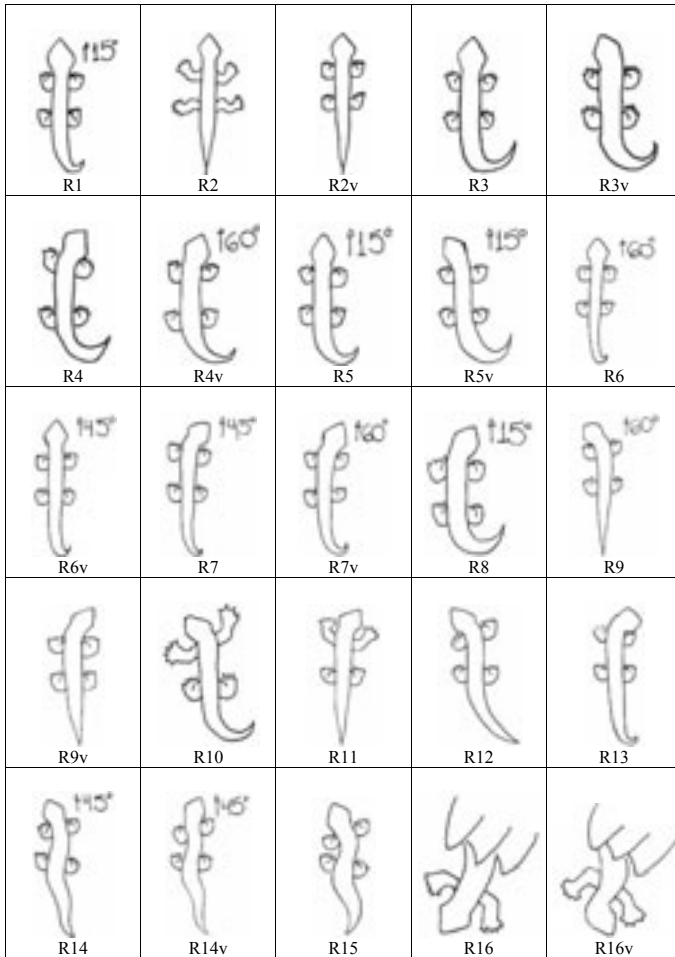 ↑15°
R1 R2 R2v R3 R3v
↑60° ↑15° ↑15° ↑60°
R4 R4v R5 R5v R6
↑45° ↑45° ↑60° ↑15° ↑60°
R6v R7 R7v R8 R9
R9v R10 R11 R12 R13
↑45° ↑45°
R14 R14v R15 R16 R16v